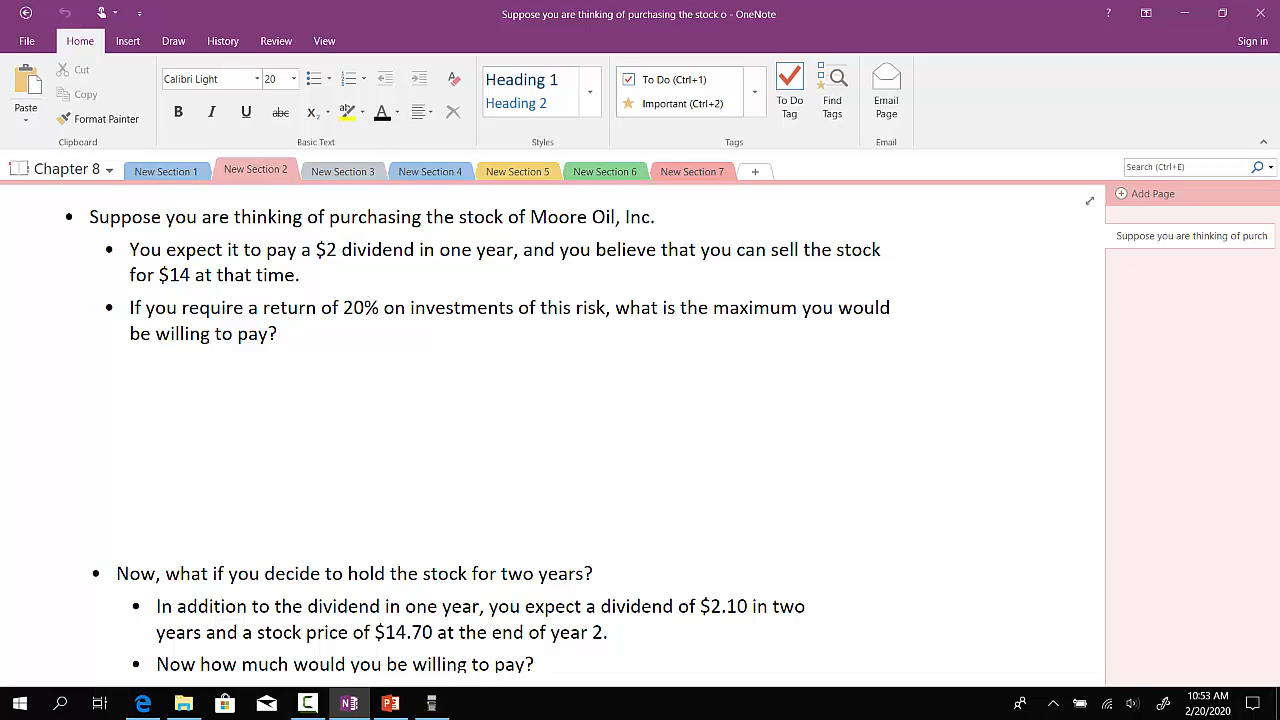 Suppose you are thinking of purchasing the stock o - OneNote
?
File Home Insert Draw History Review View Sign in
Paste
Cut
Copy
Format Painter
Clipboard
Calibri Light 20
B I U abc X₂ A
Basic Text
Heading 1
Heading 2
Styles
To Do (Ctrl+1)
Important (Ctrl+2)
To Do Tag
Find Tags
Tags
Email Page
Email
Chapter 8 New Section 1 New Section 2 New Section 3 New Section 4 New Section 5 New Section 6 New Section 7 +
Search (Ctrl+E)
Add Page
Suppose you are thinking of purch
• Suppose you are thinking of purchasing the stock of Moore Oil, Inc.
• You expect it to pay a $2 dividend in one year, and you believe that you can sell the stock
for $14 at that time.
• If you require a return of 20% on investments of this risk, what is the maximum you would
be willing to pay?
• Now, what if you decide to hold the stock for two years?
• In addition to the dividend in one year, you expect a dividend of $2.10 in two
years and a stock price of $14.70 at the end of year 2.
• Now how much would you be willing to pay?
10:53 AM
2/20/2020